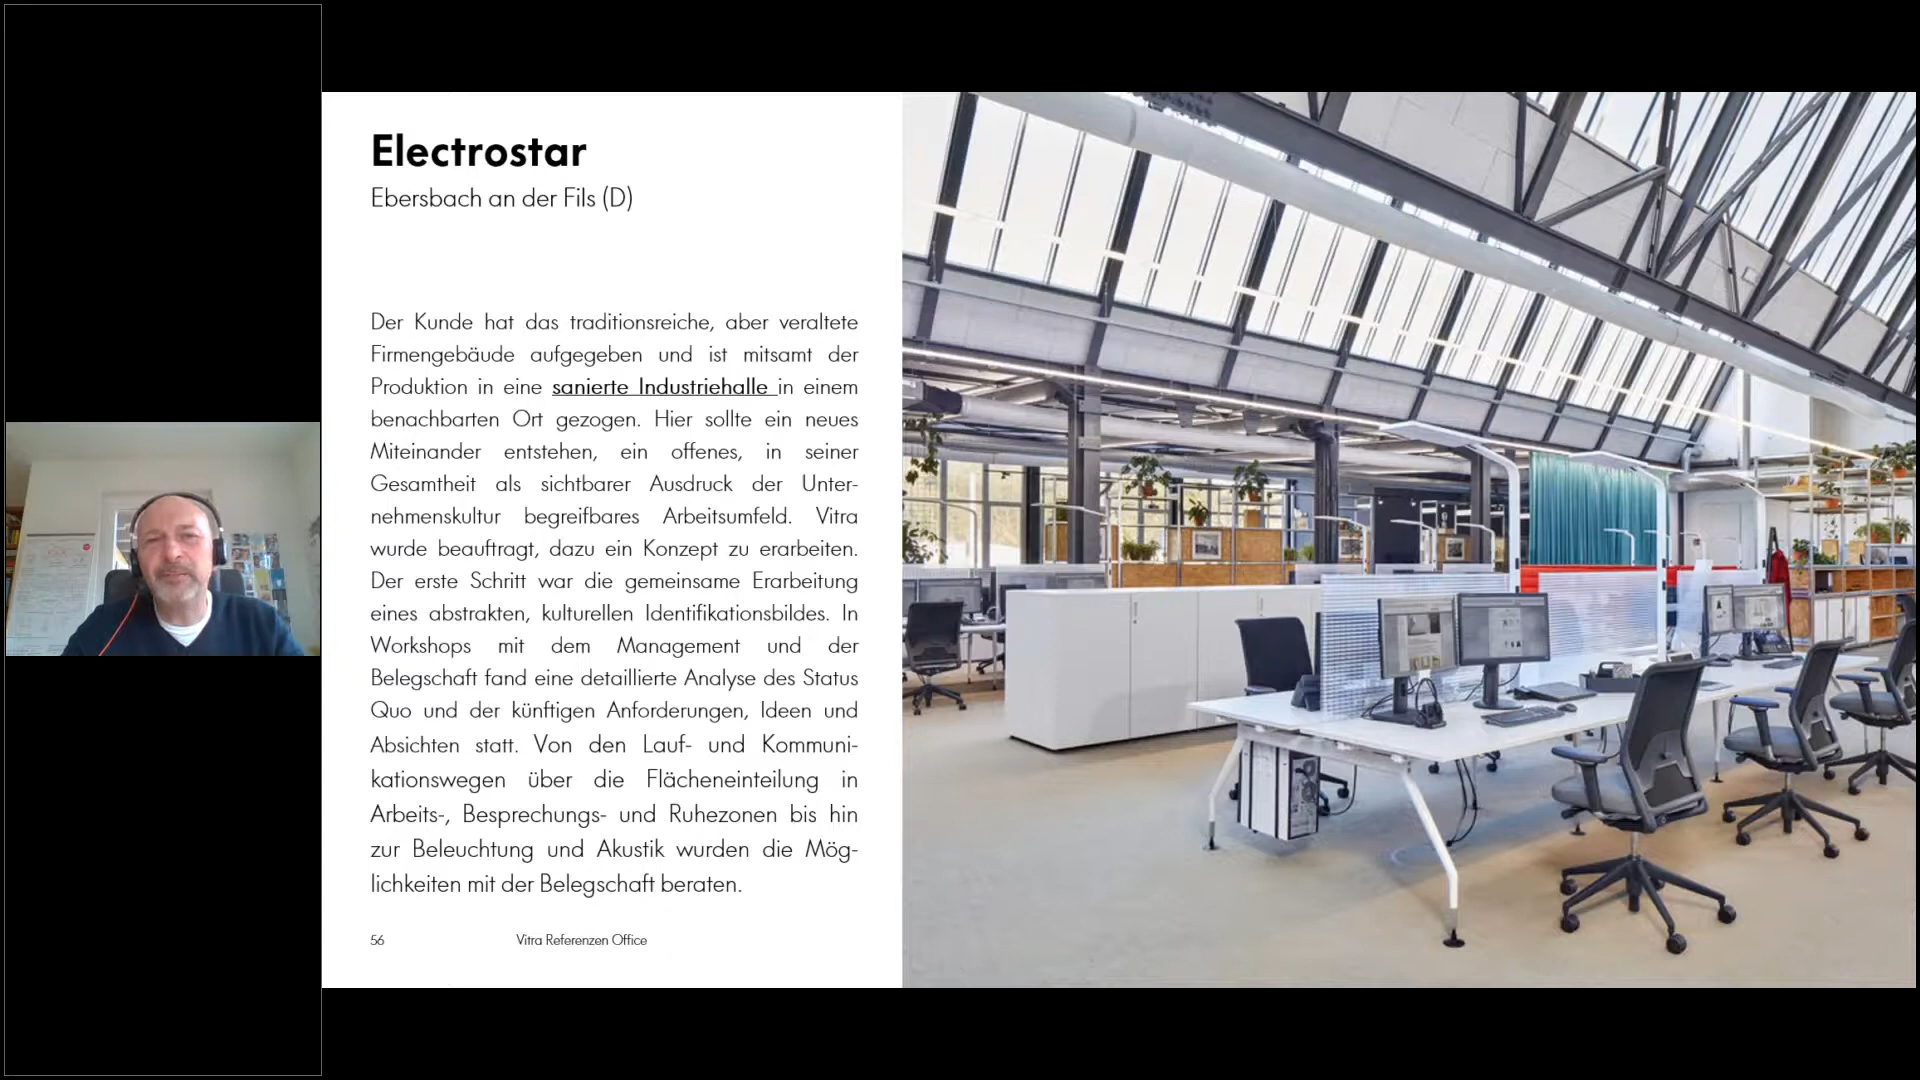 Electrostar
Ebersbach an der Fils (D)
Der Kunde hat das traditionsreiche, aber veraltete
Firmengebäude aufgegeben und ist mitsamt der
Produktion in eine sanierte Industriehalle in einem
benachbarten Ort gezogen. Hier sollte ein neues
Miteinander entstehen, ein offenes, in seiner
Gesamtheit als sichtbarer Ausdruck der Unter-
nehmenskultur begreifbares Arbeitsumfeld. Vitra
wurde beauftragt, dazu ein Konzept zu erarbeiten.
Der erste Schritt war die gemeinsame Erarbeitung
eines abstrakten, kulturellen Identifikationsbildes. In
Workshops mit dem Management und der
Belegschaft fand eine detaillierte Analyse des Status
Quo und der künftigen Anforderungen, Ideen und
Absichten statt. Von den Lauf- und Kommuni-
kationswegen über die Flächeneinteilung in
Arbeits-, Besprechungs- und Ruhezonen bis hin
zur Beleuchtung und Akustik wurden die Mög-
lichkeiten mit der Belegschaft beraten.
56 Vitra Referenzen Office